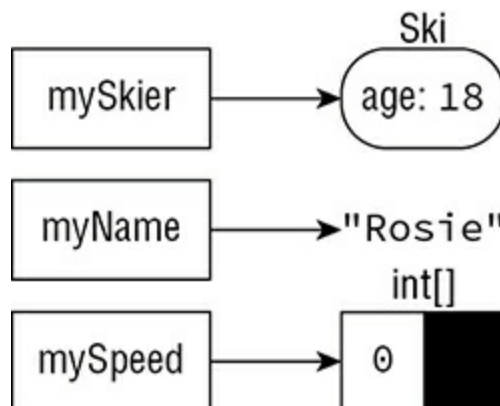 Ski
mySkier
age: 18
myName
"Rosie"
int[]
mySpeed
0